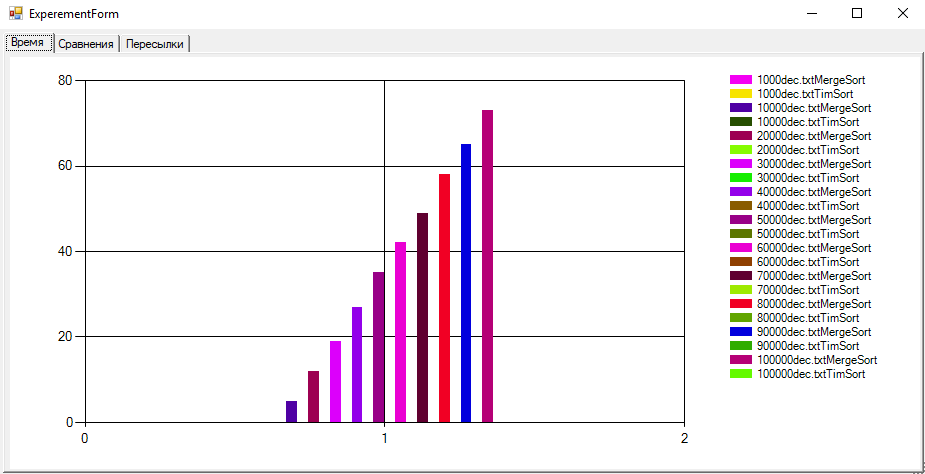 ExperementForm
Время Сравнения Пересылки
80
60
40
20
0
0 1 2
1000dec.txtMergeSort
1000dec.txtTimSort
10000dec.txtMergeSort
10000dec.txtTimSort
20000dec.txtMergeSort
20000dec.txtTimSort
30000dec.txtMergeSort
30000dec.txtTimSort
40000dec.txtMergeSort
40000dec.txtTimSort
50000dec.txtMergeSort
50000dec.txtTimSort
60000dec.txtMergeSort
60000dec.txtTimSort
70000dec.txtMergeSort
70000dec.txtTimSort
80000dec.txtMergeSort
80000dec.txtTimSort
90000dec.txtMergeSort
90000dec.txtTimSort
100000dec.txtMergeSort
100000dec.txtTimSort